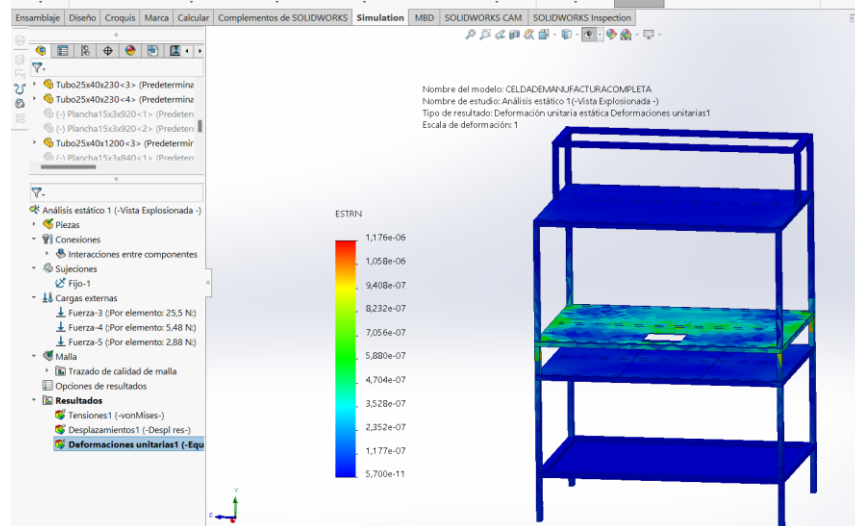 Ensamblaje Diseño Croquis Marca Calcular Complementos de SOLIDWORKS Simulation MBD SOLIDWORKS CAM SOLIDWORKS Inspection
Tubo25x40x230<3> (Predetermina
Tubo25x40x230<4> (Predetermina
(-) Plancha15x3x920<1> (Predeten
(-) Plancha15x3x920<2> (Predeten
Tubo25x40x1200<3> (Predetermir
(-) Plancha15x3x840<1> (Predeten
Análisis estático 1 (-Vista Explosionada -)
Piezas
Conexiones
Interacciones entre componentes
Sujeciones
Fijo-1
Cargas externas
Fuerza-3 (:Por elemento: 25,5 N:)
Fuerza-4 (:Por elemento: 5,48 N:)
Fuerza-5 (:Por elemento: 2,88 N:)
Malla
Trazado de calidad de malla
Opciones de resultados
Resultados
Tensiones1 (-vonMises-)
Desplazamientos1 (-Despl res-)
Deformaciones unitarias1 (-Equ
Nombre del modelo: CELDADEMANUFACTURACOMPLETA
Nombre de estudio: Análisis estático 1(-Vista Explosionada -)
Tipo de resultado: Deformación unitaria estática Deformaciones unitarias1
Escala de deformación: 1
ESTRN
1,176e-06
1,058e-06
9,408e-07
8,232e-07
7,056e-07
5,880e-07
4,704e-07
3,528e-07
2,352e-07
1,177e-07
5,700e-11
Y
Z